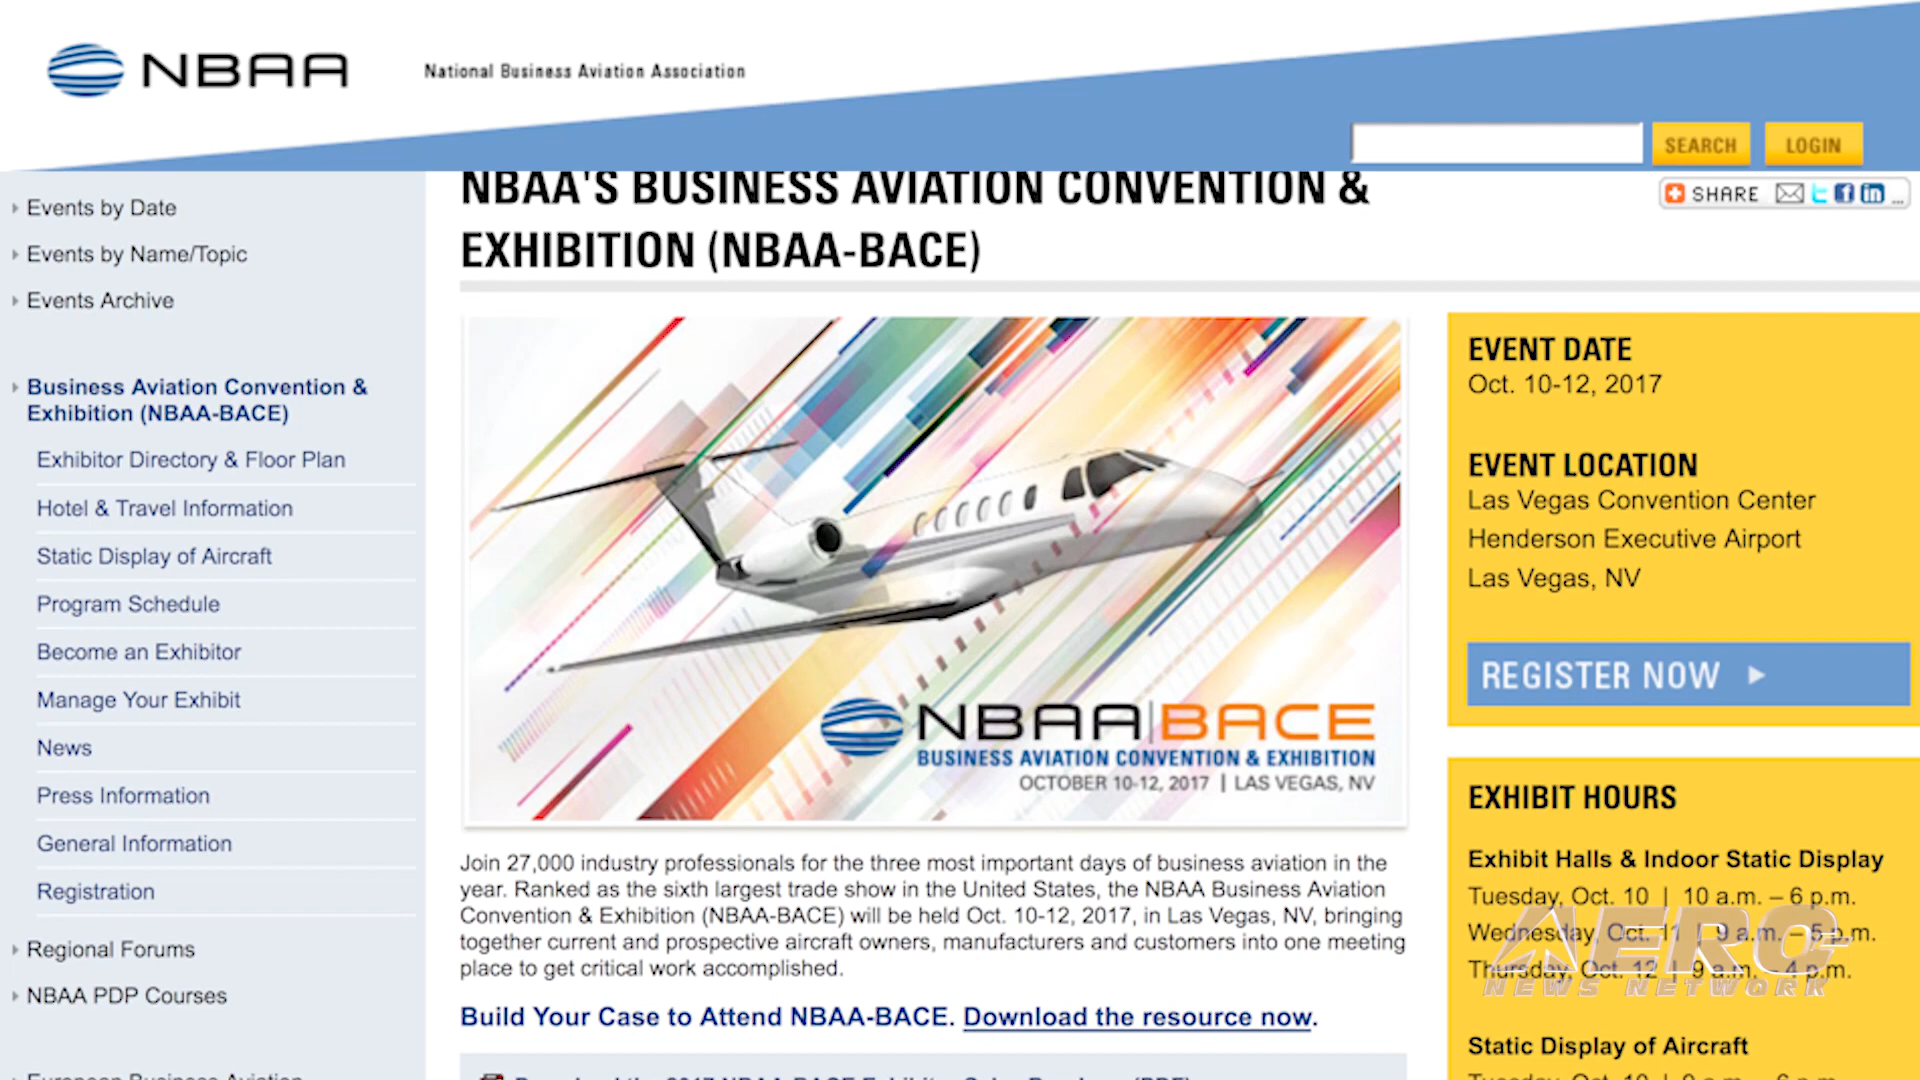 NBAA
National Business Aviation Association
SEARCH
LOGIN
SHARE
Events by Date
Events by Name/Topic
Events Archive
Business Aviation Convention &
Exhibition (NBAA-BACE)
Exhibitor Directory & Floor Plan
Hotel & Travel Information
Static Display of Aircraft
Program Schedule
Become an Exhibitor
Manage Your Exhibit
News
Press Information
General Information
Registration
Regional Forums
NBAA PDP Courses
European Business Aviation
NBAA'S BUSINESS AVIATION CONVENTION &
EXHIBITION (NBAA-BACE)
NBAA|BACE
BUSINESS AVIATION CONVENTION & EXHIBITION
OCTOBER 10-12, 2017 | LAS VEGAS, NV
Join 27,000 industry professionals for the three most important days of business aviation in the
year. Ranked as the sixth largest trade show in the United States, the NBAA Business Aviation
Convention & Exhibition (NBAA-BACE) will be held Oct. 10-12, 2017, in Las Vegas, NV, bringing
together current and prospective aircraft owners, manufacturers and customers into one meeting
place to get critical work accomplished.
Build Your Case to Attend NBAA-BACE. Download the resource now.
EVENT DATE
Oct. 10-12, 2017
EVENT LOCATION
Las Vegas Convention Center
Henderson Executive Airport
Las Vegas, NV
REGISTER NOW
EXHIBIT HOURS
Exhibit Halls & Indoor Static Display
Tuesday, Oct. 10 | 10 a.m. – 6 p.m.
Wednesday, Oct. 11 | 9 a.m. – 5 p.m.
Thursday, Oct. 12 | 9 a.m. – 4 p.m.
AERO
NEWS NETWORK
Static Display of Aircraft